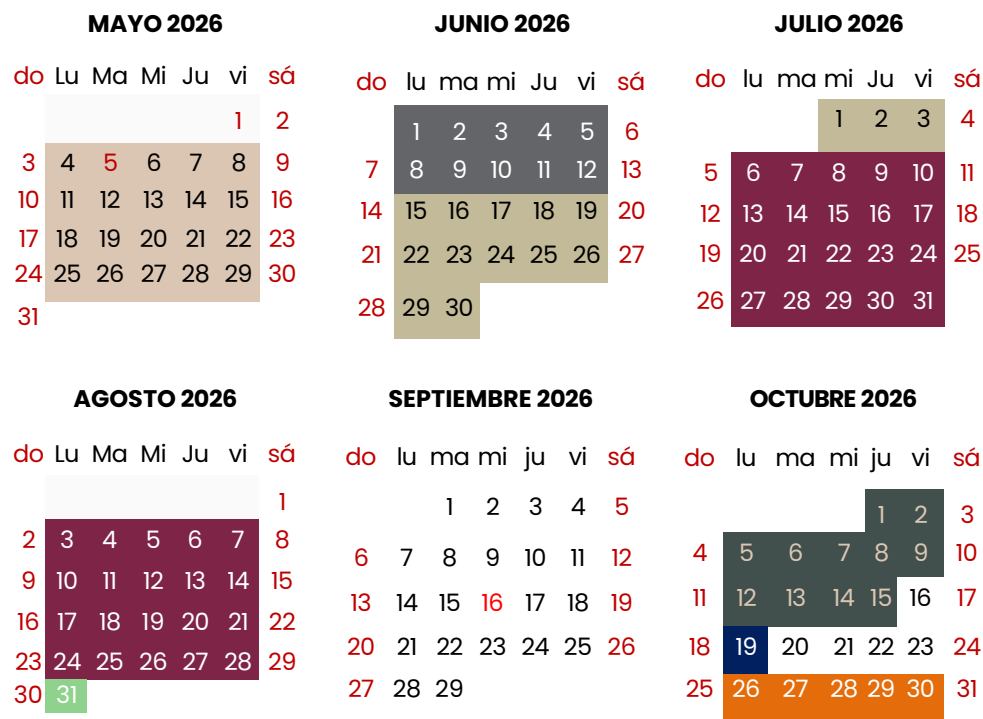 MAYO 2026
do Lu Ma Mi Ju vi sá
1 2
3 4 5 6 7 8 9
10 11 12 13 14 15 16
17 18 19 20 21 22 23
24 25 26 27 28 29 30
31
JUNIO 2026
do lu ma mi Ju vi sá
1 2 3 4 5 6
7 8 9 10 11 12 13
14 15 16 17 18 19 20
21 22 23 24 25 26 27
28 29 30
JULIO 2026
do lu ma mi Ju vi sá
1 2 3 4
5 6 7 8 9 10 11
12 13 14 15 16 17 18
19 20 21 22 23 24 25
26 27 28 29 30 31
AGOSTO 2026
do Lu Ma Mi Ju vi sá
1
2 3 4 5 6 7 8
9 10 11 12 13 14 15
16 17 18 19 20 21 22
23 24 25 26 27 28 29
30 31
SEPTIEMBRE 2026
do lu ma mi ju vi sá
1 2 3 4 5
6 7 8 9 10 11 12
13 14 15 16 17 18 19
20 21 22 23 24 25 26
27 28 29
OCTUBRE 2026
do lu ma mi ju vi sá
1 2 3
4 5 6 7 8 9 10
11 12 13 14 15 16 17
18 19 20 21 22 23 24
25 26 27 28 29 30 31